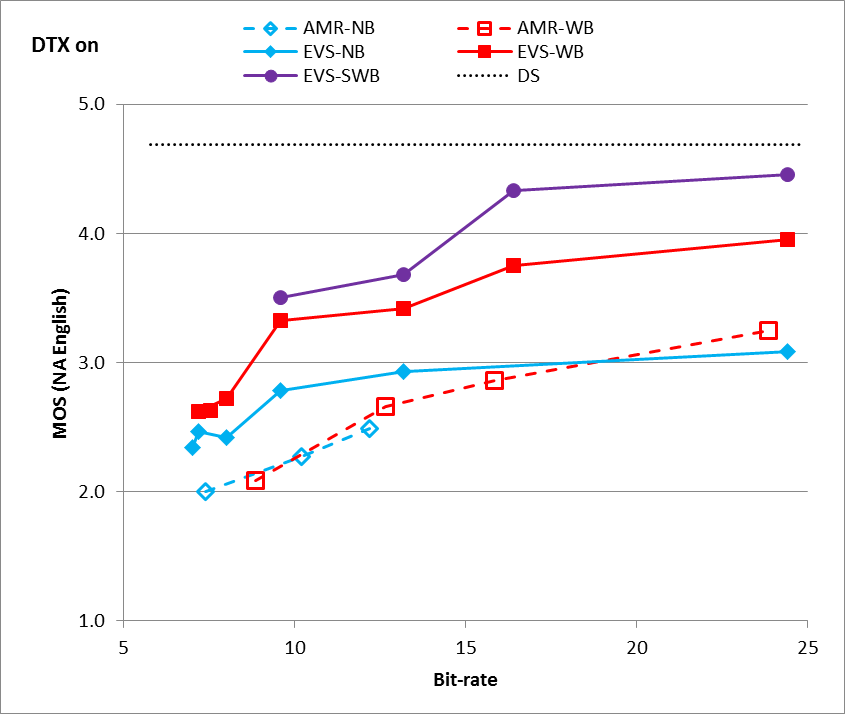 DTX on
AMR-NB AMR-WB
EVS-NB EVS-WB
EVS-SWB DS
5.0
4.0
3.0
2.0
1.0
MOS (NA English)
5 10 15 20 25
Bit-rate